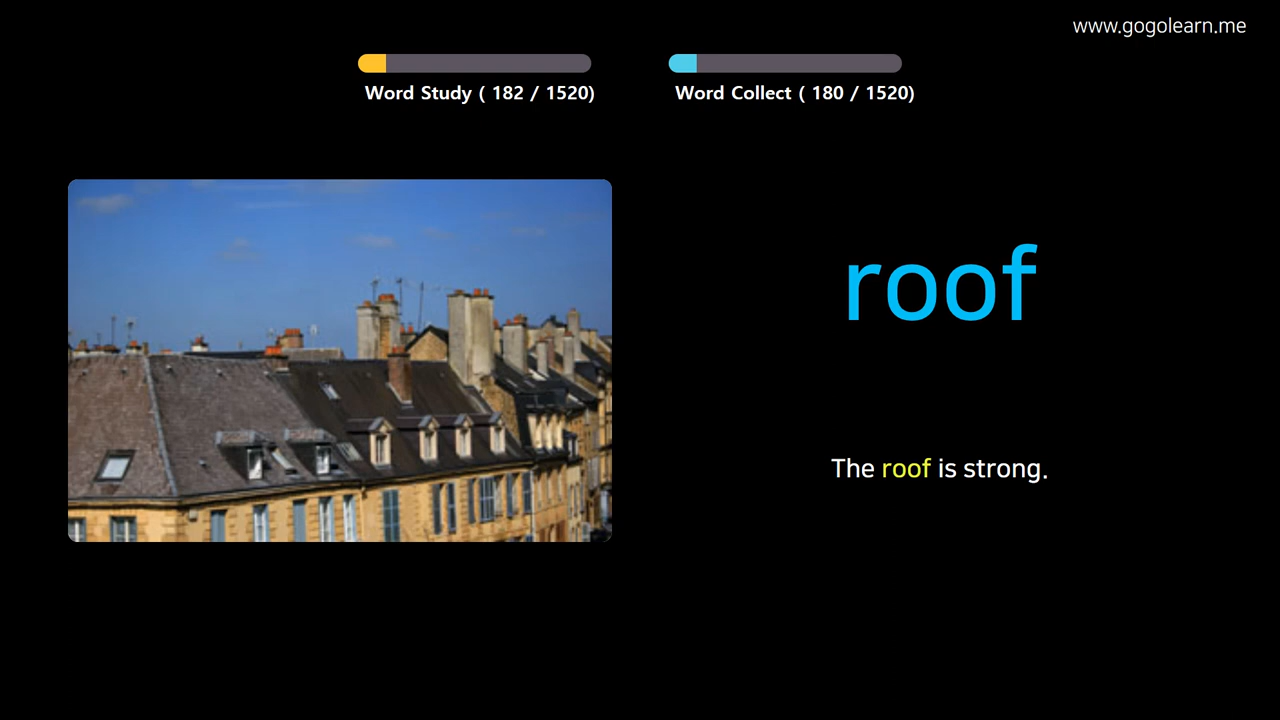 www.gogolearn.me
Word Study ( 182 / 1520)
Word Collect ( 180 / 1520)
roof
The roof is strong.